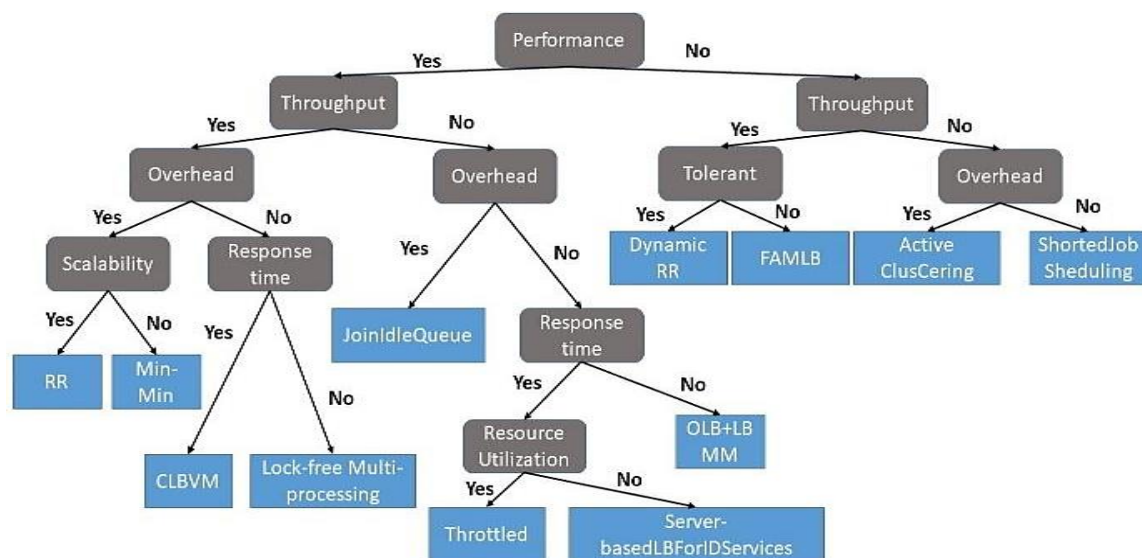 Performance
Yes
No
Throughput
Throughput
Yes
No
Yes
No
Overhead
Overhead
Tolerant
Overhead
Yes
No
Yes
No
Yes
No
Yes
No
Scalability
Response
time
Dynamic
RR
FAMLB
Active
ClusCering
ShortedJob
Sheduling
Yes
No
Yes
No
JoinIdleQueue
Response
time
RR
Min-
Min
Yes
No
CLBVM
Lock-free Multi-
processing
Resource
Utilization
OLB+LB
MM
Yes
No
Throttled
Server-
basedLBForIDServices